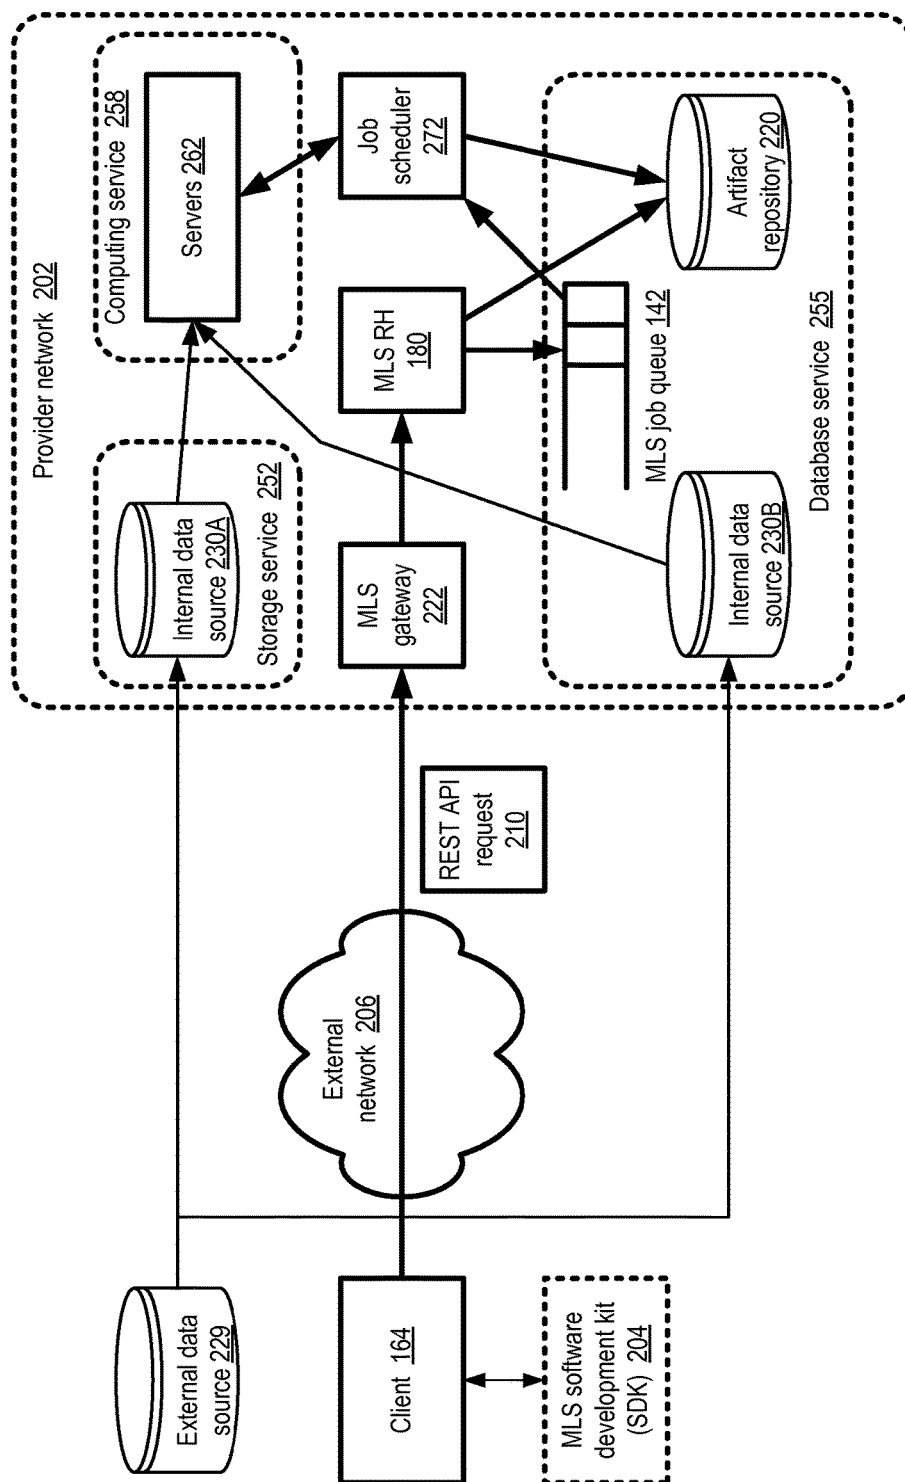 Provider network 202
Computing service 258
Servers 262
Internal data
source 230A
Storage service 252
External data
source 229
Job
scheduler
272
MLS RH
180
MLS
gateway
222
REST API
request
210
External
network 206
Client 164
MLS software
development kit
(SDK) 204
MLS job queue 142
Artifact
repository 220
Internal data
source 230B
Database service 255